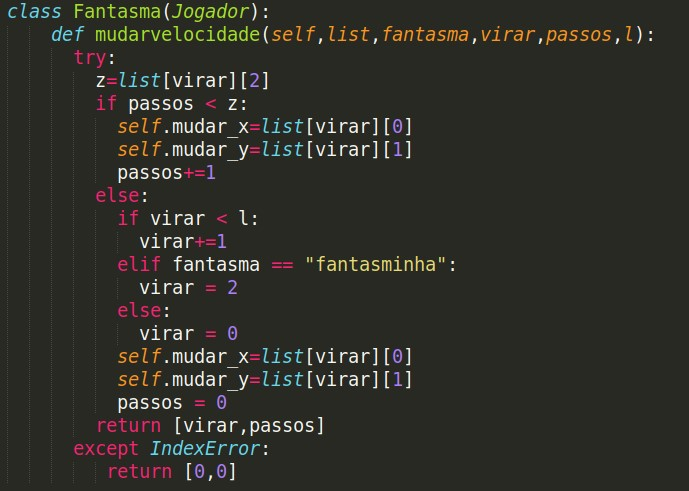 class Fantasma(Jogador):
    def mudarvelocidade(self,list,fantasma,virar,passos,l):
      try:
        z=list[virar][2]
        if passos < z:
          self.mudar_x=list[virar][0]
          self.mudar_y=list[virar][1]
          passos+=1
        else:
          if virar < l:
            virar+=1
          elif fantasma == "fantasminha":
            virar = 2
          else:
            virar = 0
          self.mudar_x=list[virar][0]
          self.mudar_y=list[virar][1]
          passos = 0
        return [virar,passos]
      except IndexError:
         return [0,0]